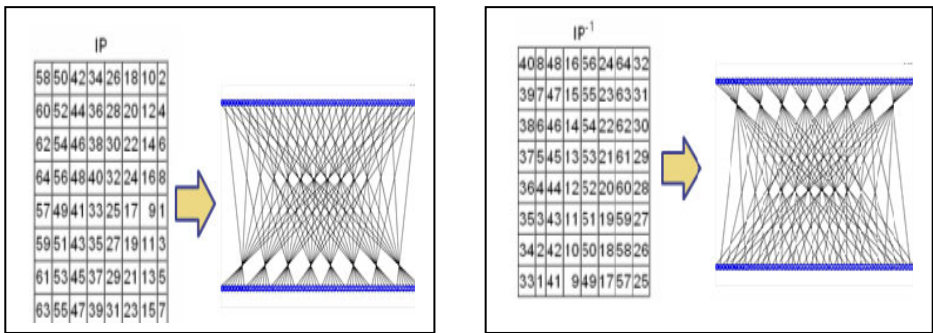 IP
58 50 42 34 26 18 10 2
60 52 44 36 28 20 12 4
62 54 46 38 30 22 14 6
64 56 48 40 32 24 16 8
57 49 41 33 25 17 9 1
59 51 43 35 27 19 11 3
61 53 45 37 29 21 13 5
63 55 47 39 31 23 15 7
IP-1
40 8 48 16 56 24 64 32
39 7 47 15 55 23 63 31
38 6 46 14 54 22 62 30
37 5 45 13 53 21 61 29
36 4 44 12 52 20 60 28
35 3 43 11 51 19 59 27
34 2 42 10 50 18 58 26
33 1 41 9 49 17 57 25